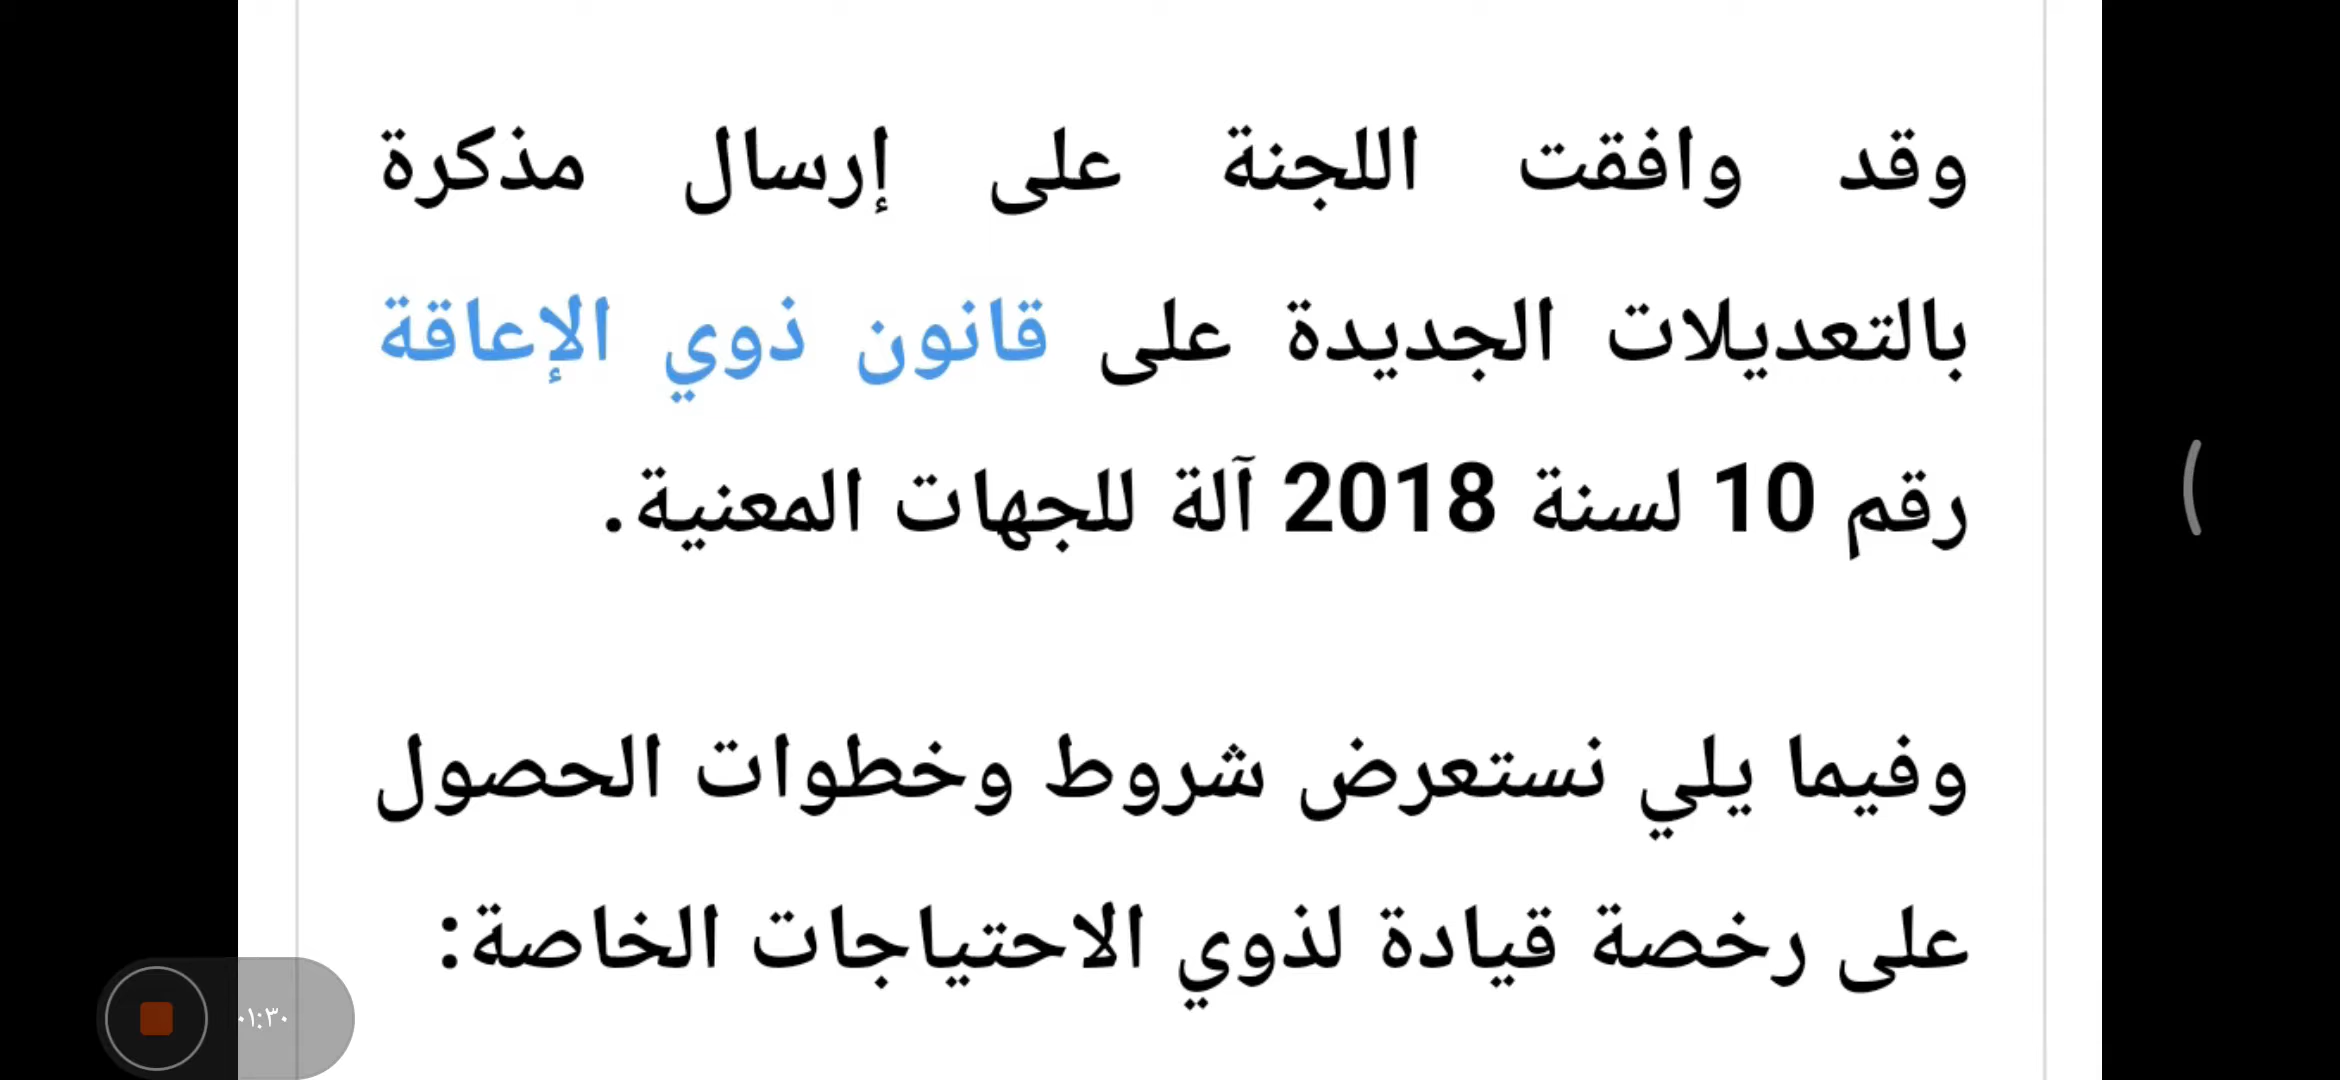 وقد وافقت اللجنة على إرسال مذكرة
بالتعديلات الجديدة على قانون ذوي الإعاقة
رقم 10 لسنة 2018 آلة للجهات المعنية.
وفيما يلي نستعرض شروط وخطوات الحصول
على رخصة قيادة لذوي الاحتياجات الخاصة:
٠١:٣٠